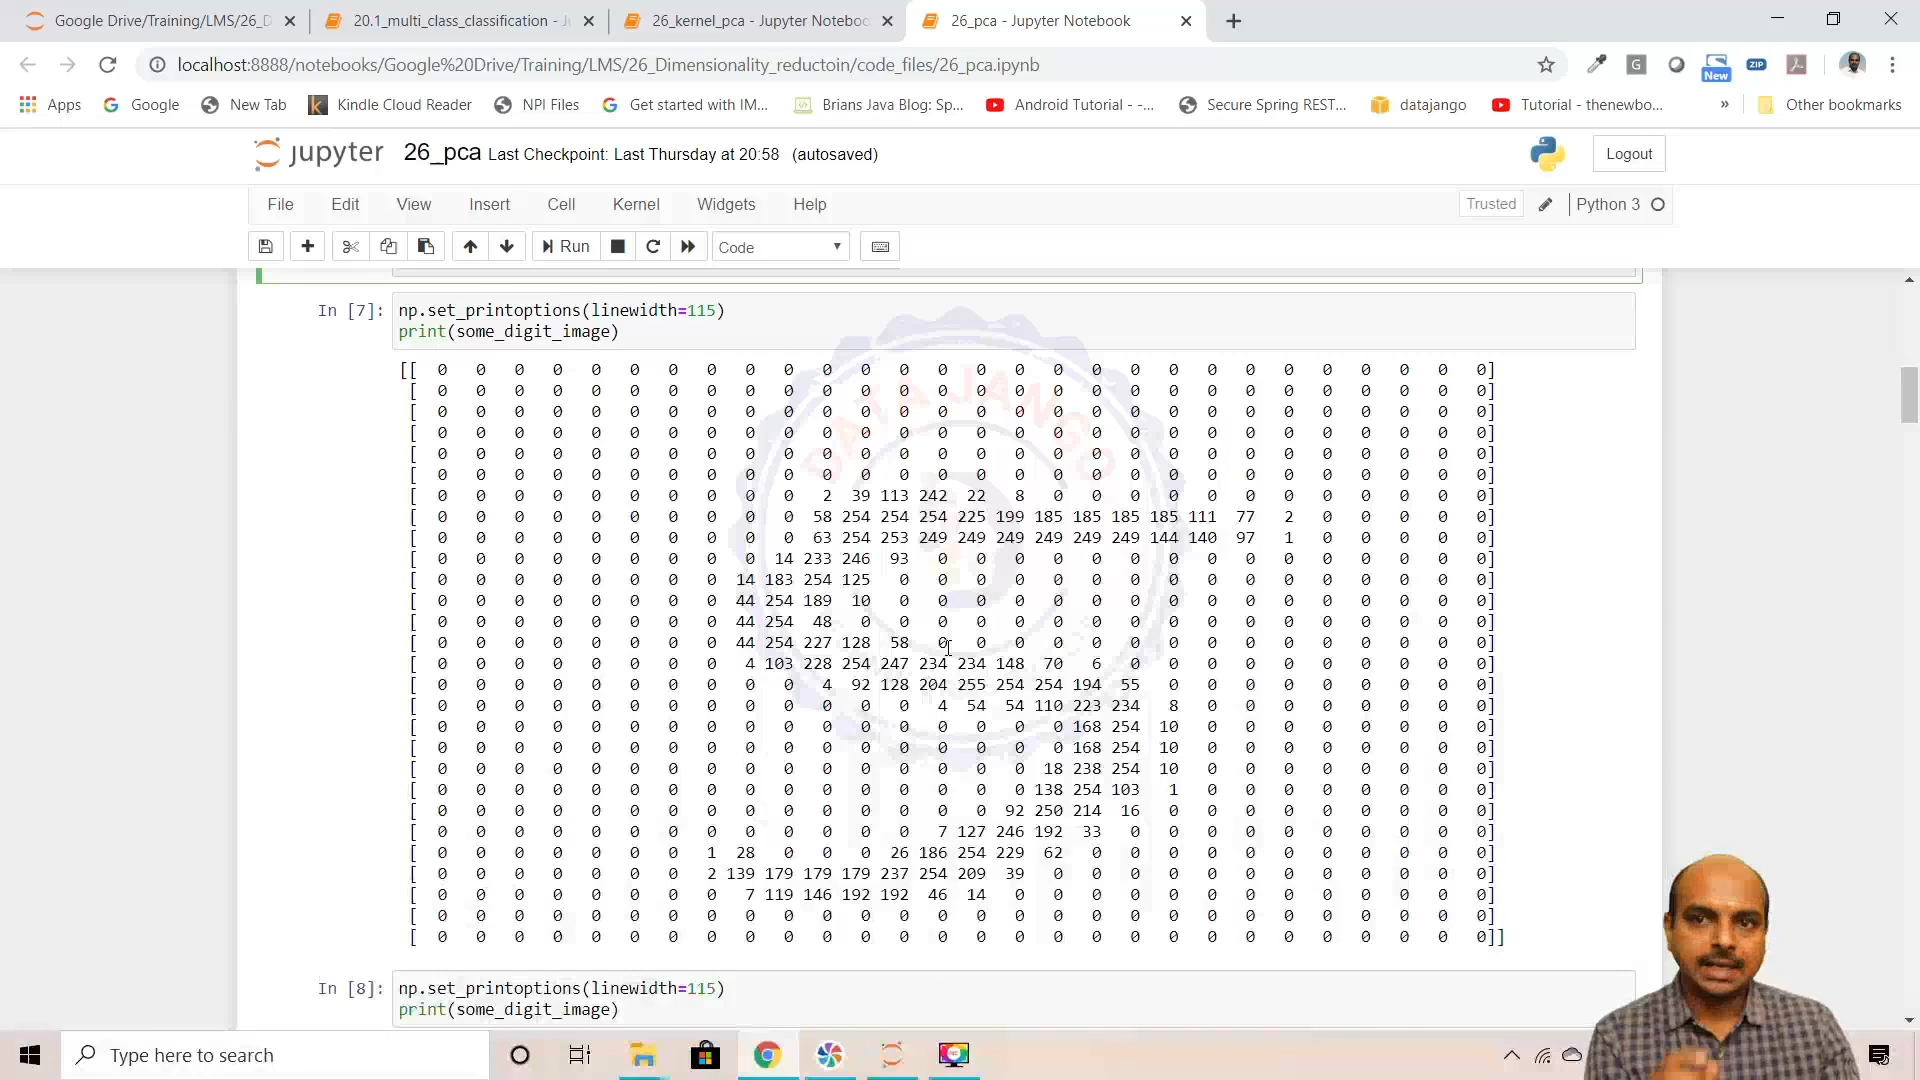 Google Drive/Training/LMS/26_D
20.1_multi_class_classification - Ju
26_kernel_pca - Jupyter Notebook
26_pca - Jupyter Notebook
localhost:8888/notebooks/Google%20Drive/Training/LMS/26_Dimensionality_reductoin/code_files/26_pca.ipynb
New
ZIP
Apps
Google
New Tab
Kindle Cloud Reader
NPI Files
Get started with IM...
Brians Java Blog: Sp...
Android Tutorial - -...
Secure Spring REST...
datajango
Tutorial - thenewbo...
»
Other bookmarks
jupyter 26_pca Last Checkpoint: Last Thursday at 20:58 (autosaved)
Logout
File Edit View Insert Cell Kernel Widgets Help
Trusted
Python 3
Run
Code
In [7]: np.set_printoptions(linewidth=115)
print(some_digit_image)
[[ 0 0 0 0 0 0 0 0 0 0 0 0 0 0 0 0 0 0 0 0 0 0 0 0 0 0 0 0]
[ 0 0 0 0 0 0 0 0 0 0 0 0 0 0 0 0 0 0 0 0 0 0 0 0 0 0 0 0]
[ 0 0 0 0 0 0 0 0 0 0 0 0 0 0 0 0 0 0 0 0 0 0 0 0 0 0 0 0]
[ 0 0 0 0 0 0 0 0 0 0 0 0 0 0 0 0 0 0 0 0 0 0 0 0 0 0 0 0]
[ 0 0 0 0 0 0 0 0 0 0 0 0 0 0 0 0 0 0 0 0 0 0 0 0 0 0 0 0]
[ 0 0 0 0 0 0 0 0 0 0 0 0 0 0 0 0 0 0 0 0 0 0 0 0 0 0 0 0]
[ 0 0 0 0 0 0 0 0 0 0 2 39 113 242 22 8 0 0 0 0 0 0 0 0 0 0 0 0]
[ 0 0 0 0 0 0 0 0 0 0 58 254 254 254 225 199 185 185 185 185 111 77 2 0 0 0 0 0]
[ 0 0 0 0 0 0 0 0 0 0 63 254 253 249 249 249 249 249 249 144 140 97 1 0 0 0 0 0]
[ 0 0 0 0 0 0 0 0 0 14 233 246 93 0 0 0 0 0 0 0 0 0 0 0 0 0 0 0]
[ 0 0 0 0 0 0 0 0 14 183 254 125 0 0 0 0 0 0 0 0 0 0 0 0 0 0 0 0]
[ 0 0 0 0 0 0 0 0 44 254 189 10 0 0 0 0 0 0 0 0 0 0 0 0 0 0 0 0]
[ 0 0 0 0 0 0 0 0 44 254 48 0 0 0 0 0 0 0 0 0 0 0 0 0 0 0 0 0]
[ 0 0 0 0 0 0 0 0 44 254 227 128 58 0 0 0 0 0 0 0 0 0 0 0 0 0 0 0]
[ 0 0 0 0 0 0 0 0 4 103 228 254 247 234 234 148 70 6 0 0 0 0 0 0 0 0 0 0]
[ 0 0 0 0 0 0 0 0 0 0 4 92 128 204 255 254 254 194 55 0 0 0 0 0 0 0 0 0]
[ 0 0 0 0 0 0 0 0 0 0 0 0 0 4 54 54 110 223 234 8 0 0 0 0 0 0 0 0]
[ 0 0 0 0 0 0 0 0 0 0 0 0 0 0 0 0 0 168 254 10 0 0 0 0 0 0 0 0]
[ 0 0 0 0 0 0 0 0 0 0 0 0 0 0 0 0 0 168 254 10 0 0 0 0 0 0 0 0]
[ 0 0 0 0 0 0 0 0 0 0 0 0 0 0 0 0 18 238 254 10 0 0 0 0 0 0 0 0]
[ 0 0 0 0 0 0 0 0 0 0 0 0 0 0 0 0 138 254 103 1 0 0 0 0 0 0 0 0]
[ 0 0 0 0 0 0 0 0 0 0 0 0 0 0 0 92 250 214 16 0 0 0 0 0 0 0 0 0]
[ 0 0 0 0 0 0 0 0 0 0 0 0 0 7 127 246 192 33 0 0 0 0 0 0 0 0 0 0]
[ 0 0 0 0 0 0 0 1 28 0 0 0 26 186 254 229 62 0 0 0 0 0 0 0 0 0 0 0]
[ 0 0 0 0 0 0 0 2 139 179 179 179 237 254 209 39 0 0 0 0 0 0 0 0 0 0 0 0]
[ 0 0 0 0 0 0 0 0 7 119 146 192 192 46 14 0 0 0 0 0 0 0 0 0 0 0 0 0]
[ 0 0 0 0 0 0 0 0 0 0 0 0 0 0 0 0 0 0 0 0 0 0 0 0 0 0 0 0]
[ 0 0 0 0 0 0 0 0 0 0 0 0 0 0 0 0 0 0 0 0 0 0 0 0 0 0 0 0]]
DATA JANGO
In [8]: np.set_printoptions(linewidth=115)
print(some_digit_image)
Type here to search